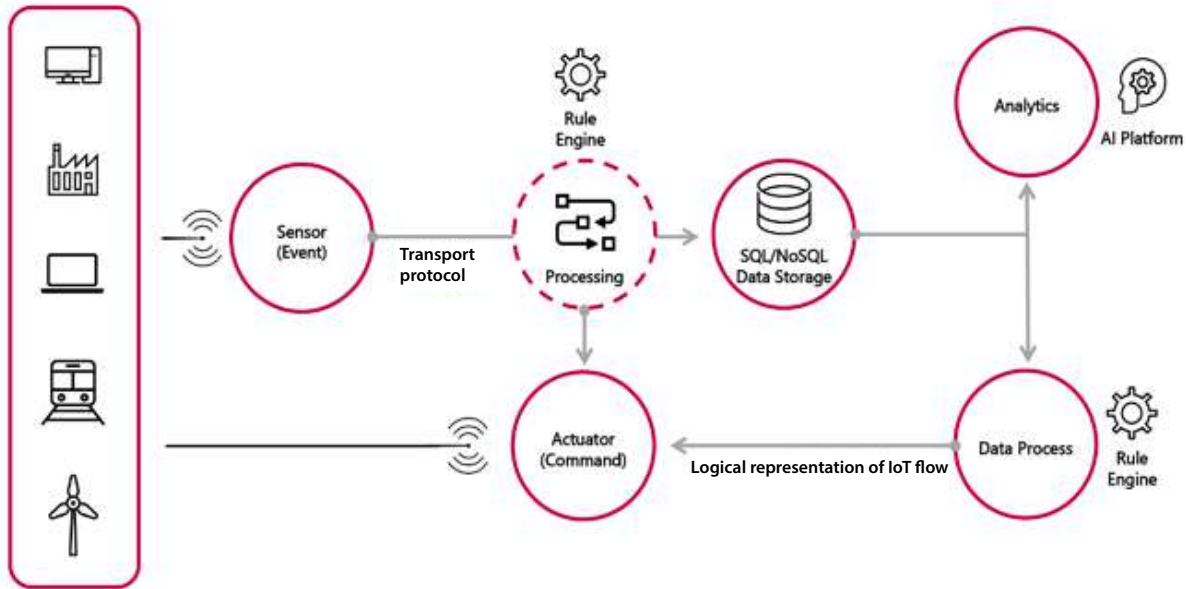 Rule
Engine
Analytics
AI Platform
Sensor
(Event)
Transport
protocol
Processing
SQL/NoSQL
Data Storage
Actuator
(Command)
Logical representation of IoT flow
Data Process
Rule
Engine